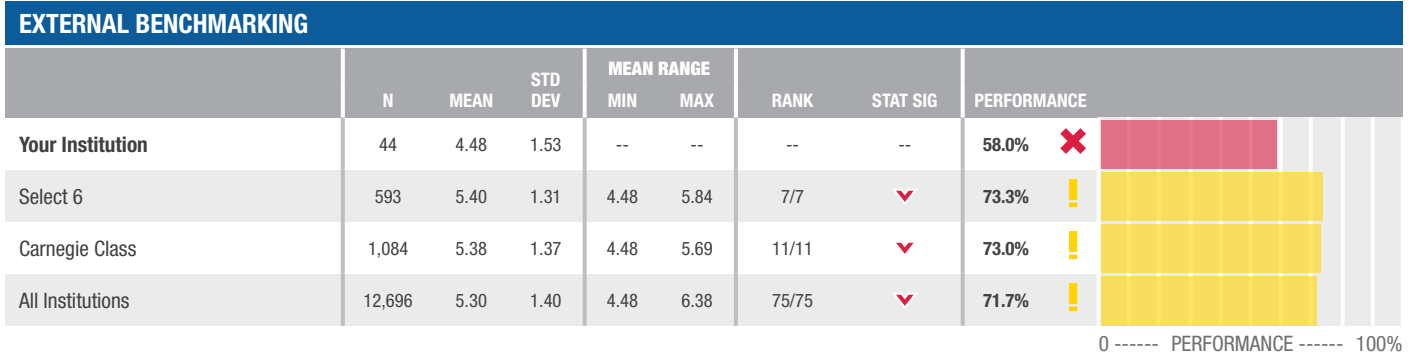 EXTERNAL BENCHMARKING
N MEAN STD DEV MEAN RANGE MIN MAX RANK STAT SIG PERFORMANCE
Your Institution 44 4.48 1.53 -- -- -- -- 58.0%
Select 6 593 5.40 1.31 4.48 5.84 7/7 73.3%
Carnegie Class 1,084 5.38 1.37 4.48 5.69 11/11 73.0%
All Institutions 12,696 5.30 1.40 4.48 6.38 75/75 71.7%
0 ------ PERFORMANCE ------ 100%